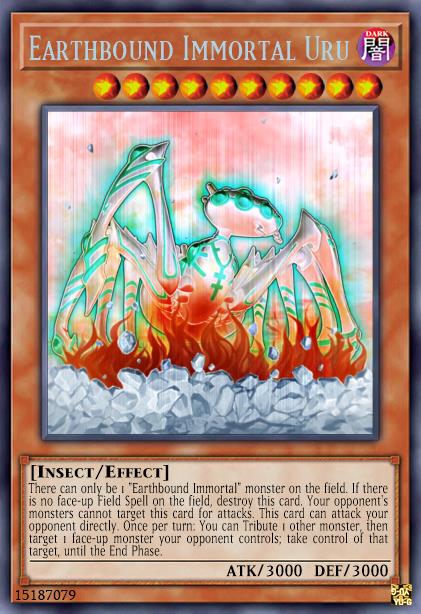 Earthbound Immortal Uru
DARK
闇
[Insect/Effect]
There can only be 1 "Earthbound Immortal" monster on the field. If there
is no face-up Field Spell on the field, destroy this card. Your opponent's
monsters cannot target this card for attacks. This card can attack your
opponent directly. Once per turn: You can Tribute 1 other monster, then
target 1 face-up monster your opponent controls; take control of that
target, until the End Phase.
ATK/3000 DEF/3000
15187079